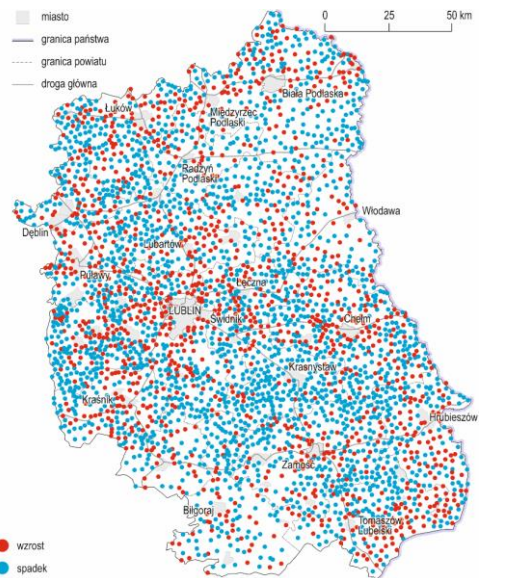 miasto
granica państwa
granica powiatu
droga główna
0 25 50 km
Biała Podlaska
Łuków
Międzyrzec
Podlaski
Radzyń
Podlaski
Włodawa
Dęblin
Lubartów
Puławy
Łęczna
LUBLIN
Świdnik
Chełm
Krasnystaw
Kraśnik
Hrubieszów
Zamość
Biłgoraj
Tomaszów
Lubelski
wzrost
spadek